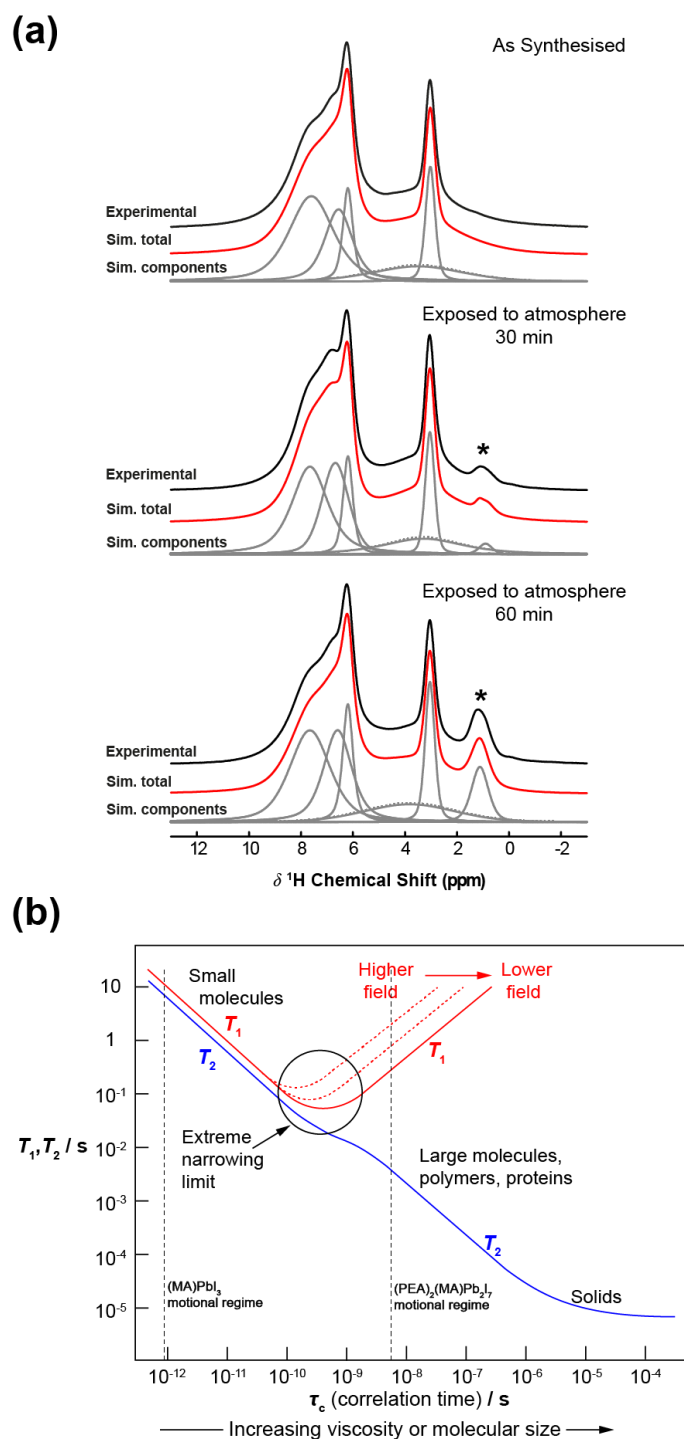 (a)
As Synthesised
Experimental
Sim. total
Sim. components
Exposed to atmosphere
30 min
*
Experimental
Sim. total
Sim. components
Exposed to atmosphere
60 min
*
Experimental
Sim. total
Sim. components
12 10 8 6 4 2 0 -2
δ ¹H Chemical Shift (ppm)
(b)
Small
molecules
Higher
field
Lower
field
T₁
T₂
T₁
10
1
10⁻¹
10⁻²
10⁻³
10⁻⁴
10⁻⁵
T₁,T₂ / s
Extreme
narrowing
limit
Large molecules,
polymers, proteins
T₂
Solids
(MA)PbI₃
motional regime
(PEA)₂(MA)Pb₂I₇
motional regime
10⁻¹² 10⁻¹¹ 10⁻¹⁰ 10⁻⁹ 10⁻⁸ 10⁻⁷ 10⁻⁶ 10⁻⁵ 10⁻⁴
τc (correlation time) / s
Increasing viscosity or molecular size